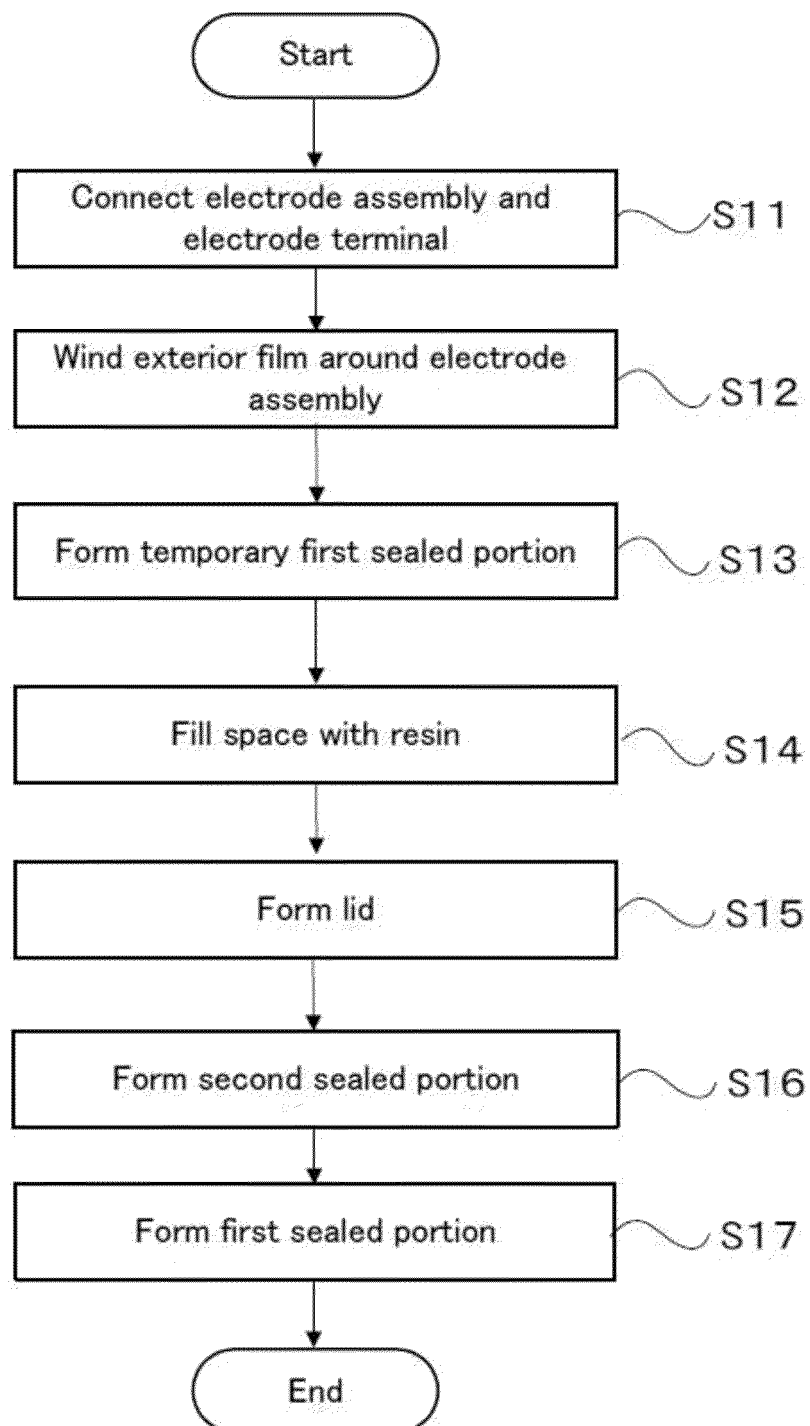 Start
Connect electrode assembly and
electrode terminal
S11
Wind exterior film around electrode
assembly
S12
Form temporary first sealed portion
S13
Fill space with resin
S14
Form lid
S15
Form second sealed portion
S16
Form first sealed portion
S17
End